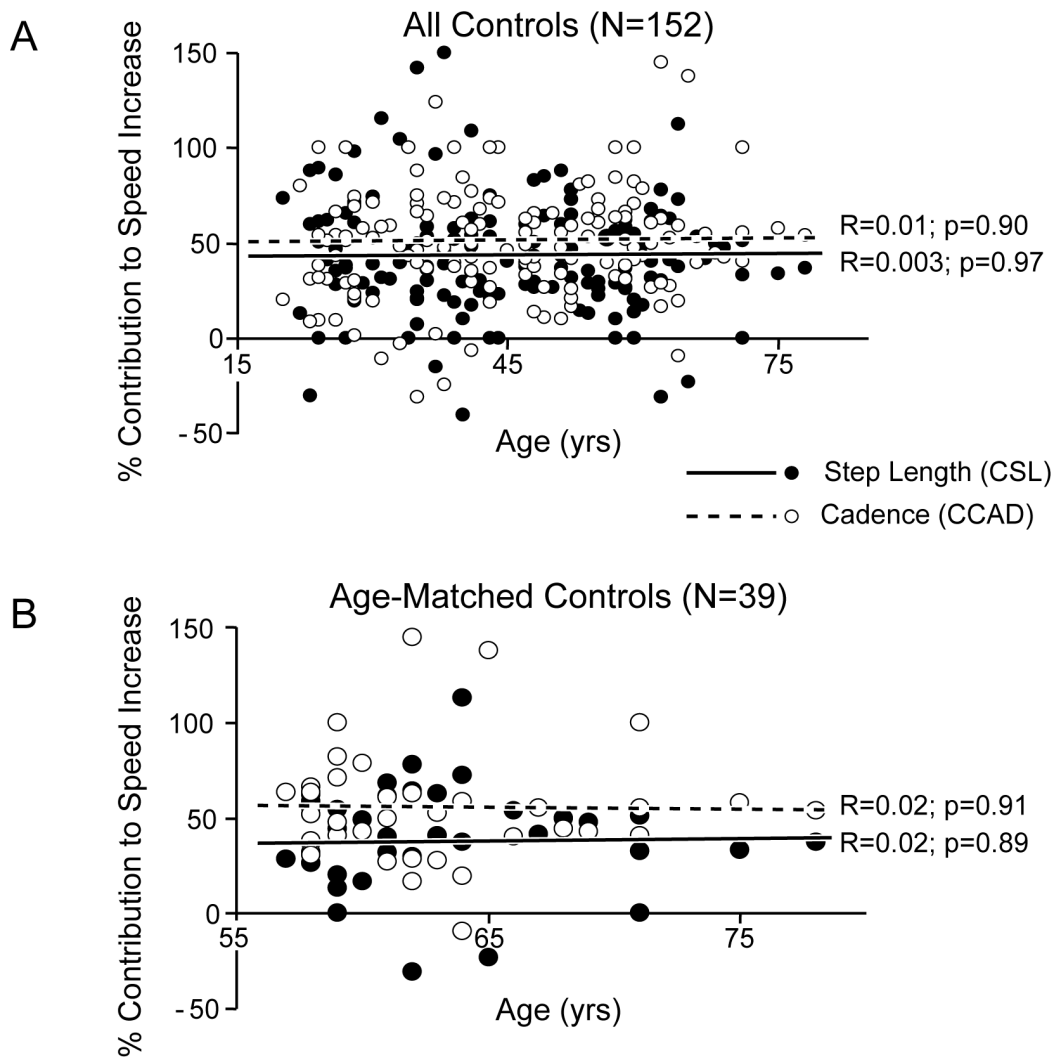 A
All Controls (N=152)
% Contribution to Speed Increase
150
100
50
0
-50
15
45
75
R=0.01; p=0.90
R=0.003; p=0.97
Age (yrs)
Step Length (CSL)
Cadence (CCAD)
B
Age-Matched Controls (N=39)
% Contribution to Speed Increase
150
100
50
0
-50
55
65
75
R=0.02; p=0.91
R=0.02; p=0.89
Age (yrs)